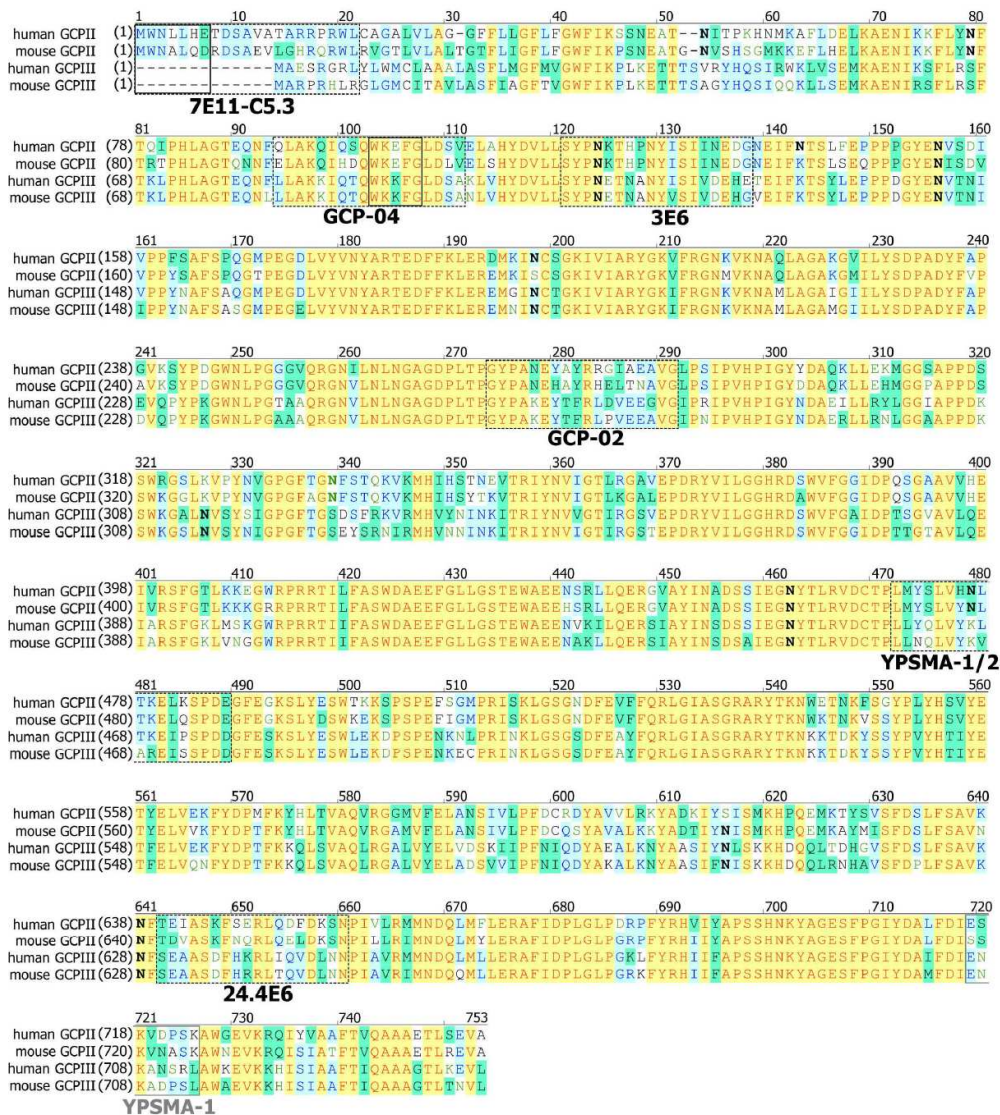 1 10 20 30 40 50 60 70 80
human GCPII (1) MWNLLHETDSAVATARRPRWLCAGALVLAG-GFFLLGFLFGWFIKSSNEAT--NITPKHNMKAFLDELKAENIKKFLYNF
mouse GCPII (1) MWNALQDRDSAEVLGHRQRWLRVGTLVLALTGTFLIGFLFGWFIKPSNEATG-NVSHSGMKKEFLHELKAENIKKFLYNF
human GCPIII (1) -------------MAESRGRLYLWMCLAAALASFLMGFMVGWFIKPLKETTTSVRYHQSIRWKLVSEMKAENIKSFLRSF
mouse GCPIII (1) -------------MARPRHLRGLGMCITAVLASFIAGFTVGWFIKPLKETTTSAGYHQSIQQKLLSEMKAENIRSFLRSF
7E11-C5.3
81 90 100 110 120 130 140 150 160
human GCPII (78) TQIPHLAGTEQNFQLAKQIQSQWKEFGLDSVELAHYDVLLSYPNKTHPNYISIINEDGNEIFNTSLFEPPPPGYENVSDI
mouse GCPII (80) TRTPHLAGTQNNFELAKQIHDQWKEFGLDLVELSHYDVLLSYPNKTHPNYISIINEDGNEIFKTSLSEQPPPGYENISDV
human GCPIII (68) TKLPHLAGTEQNFLLAKKIQTQWKKFGLDSAKLVHYDVLLSYPNETNANYISIVDEHETEIFKTSYLEPPPDGYENVTNI
mouse GCPIII (68) TKLPHLAGTEQNLLLAKKIQTQWKKFGLDSANLVHYDVLLSYPNETNANYVSIVDEHGVEIFKTSYLEPPPDGYENVTNI
GCP-04
3E6
161 170 180 190 200 210 220 230 240
human GCPII (158) VPPFSAFSPQGMPEGDLVYVNYARTEDFFKLERDMKINCSGKIVIARYGKVFRGNKVKNAQLAGAKGVILYSDPADYFAP
mouse GCPII (160) VPPYSAFSPQGTPEGDLVYVNYARTEDFFKLEREMKISCSGKIVIARYGKVFRGNMVKNAQLAGAKGMILYSDPADYFVP
human GCPIII (148) VPPYNAFSAQGMPEGDLVYVNYARTEDFFKLEREMGINCTGKIVIARYGKIFRGNKVKNAMLAGAIGIILYSDPADYFAP
mouse GCPIII (148) IPPYNAFSASGMPEGELVYVNYARTEDFFKLEREMNINCTGKIVIARYGKIFRGNKVKNAMLAGAMGIILYSDPADYFAP
241 250 260 270 280 290 300 310 320
human GCPII (238) GVKSYPDGWNLPGGGVQRGNILNLNGAGDPLTPGYPANEYAYRRGIAEAVGLPSIPVHPIGYYDAQKLLEKMGGSAPPDS
mouse GCPII (240) AVKSYPDGWNLPGGGVQRGNVLNLNGAGDPLTPGYPANEHAYRHELTNAVGLPSIPVHPIGYDDAQKLLEHMGGPAPPDS
human GCPIII (228) EVQPYPKGWNLPGTAAQRGNVLNLNGAGDPLTPGYPAKEYTFRLDVEEGVGIPRIPVHPIGYNDAEILLRYLGGIAPPDK
mouse GCPIII (228) DVQPYPKGWNLPGTAAQRGNVLNLNGAGDPLTPGYPAKEYTFRLPVEEAVGIPNIPVHPIGYNDAERLLRNLGGAAPPDK
GCP-02
321 330 340 350 360 370 380 390 400
human GCPII (318) SWRGSLKVPYNVGPGFTGNFSTQKVKMHIHSTNEVTRIYNVIGTLRGAVEPDRYVILGGHRDSWVFGGIDPQSGAAVVHE
mouse GCPII (320) SWKGGLKVPYNVGPGFAGNFSTQKVKMHIHSYTKVTRIYNVIGTLKGALEPDRYVILGGHRDAWVFGGIDPQSGAAVVHE
human GCPIII (308) SWKGALNVSYSIGPGFTGSDSFRKVRMHVYNINKITRIYNVVGTIRGSVEPDRYVILGGHRDSWVFGAIDPTSGVAVLQE
mouse GCPIII (308) SWKGSLNVSYNIGPGFTGSEYSRNIRMHVNNINKITRIYNVIGTIRGSTEPDRYVILGGHRDSWVFGGIDPTTGTAVLQE
401 410 420 430 440 450 460 470 480
human GCPII (398) IVRSFGTLKKEGWRPRRTILFASWDAEEFGLLGSTEWAEENSRLLQERGVAYINADSSIEGNYTLRVDCTPLMYSLVHNL
mouse GCPII (400) IVRSFGTLKKKGRRPRRTILFASWDAEEFGLLGSTEWAEEHSRLLQERGVAYINADSSIEGNYTLRVDCTPLMYSLVYNL
human GCPIII (388) IARSFGKLMSKGWRPRRTIIFASWDAEEFGLLGSTEWAEENVKILQERSIAYINSDSSIEGNYTLRVDCTPLLYQLVYKL
mouse GCPIII (388) IARSFGKLVNGGWRPRRTIIFASWDAEEFGLLGSTEWAEENAKLLQERSIAYINSDSAIEGNYTLRVDCTPLLNQLVYKV
YPSMA-1/2
481 490 500 510 520 530 540 550 560
human GCPII (478) TKELKSPDEGFEGKSLYESWTKKSPSPEFSGMPRISKLGSGNDFEVFFQRLGIASGRARYTKNWETNKFSGYPLYHSVYE
mouse GCPII (480) TKELQSPDEGFEGKSLYDSWKEKSPSPEFIGMPRISKLGSGNDFEVFFQRLGIASGRARYTKNWKTNKVSSYPLYHSVYE
human GCPIII (468) TKEIPSPDDGFESKSLYESWLEKDPSPENKNLPRINKLGSGSDFEAYFQRLGIASGRARYTKNKKTDKYSSYPVYHTIYE
mouse GCPIII (468) AREISSPDDGFESKSLYESWLEKDPSPENKECPRINKLGSGSDFEAYFQRLGIASGRARYTKNKKTDKYSSYPVYHTIYE
561 570 580 590 600 610 620 630 640
human GCPII (558) TYELVEKFYDPMFKYHLTVAQVRGGMVFELANSIVLPFDCRDYAVVLRKYADKIYSISMKHPQEMKTYSVSFDSLFSAVK
mouse GCPII (560) TYELVVKFYDPTFKYHLTVAQVRGAMVFELANSIVLPFDCQSYAVALKKYADTIYNISMKHPQEMKAYMISFDSLFSAVK
human GCPIII (548) TFELVEKFYDPTFKKQLSVAQLRGALVYELVDSKIIPFNIQDYAEALKNYAASIYNLSKKHDQQLTDHGVSFDSLFSAVK
mouse GCPIII (548) TFELVQNFYDPTFKKQLSVAQLRGALVYELADSVVIPFNIQDYAKALKNYAASIFNISKKHDQQLRNHAVSFDPLFSAVK
641 650 660 670 680 690 700 710 720
human GCPII (638) NFTEIASKFSERLQDFDKSNPIVLRMMNDQLMFLERAFIDPLGLPDRPFYRHVIYAPSSHNKYAGESFPGIYDALFDIES
mouse GCPII (640) NFTDVASKFNQRLQELDKSNPILLRIMNDQLMYLERAFIDPLGLPGRPFYRHIIYAPSSHNKYAGESFPGIYDALFDISS
human GCPIII (628) NFSEAASDFHKRLIQVDLNNPIAVRMMNDQLMLLERAFIDPLGLPGKLFYRHIIFAPSSHNKYAGESFPGIYDAIFDIEN
mouse GCPIII (628) NFSEAASDFHRRLTQVDLNNPIAVRIMNDQQMLLERAFIDPLGLPGRKFYRHIIFAPSSHNKYAGESFPGIYDAMFDIEN
24.4E6
721 730 740 753
human GCPII (718) KVDPSKAWGEVKRQIYVAAFTVQAAAETLSEVA
mouse GCPII (720) KVNASKAWNEVKRQISIATFTVQAAAETLREVA
human GCPIII (708) KANSRLAWKEVKKHISIAAFTIQAAAGTLKEVL
mouse GCPIII (708) KADPSLAWAEVKKHISIAAFTIQAAAGTLTNVL
YPSMA-1